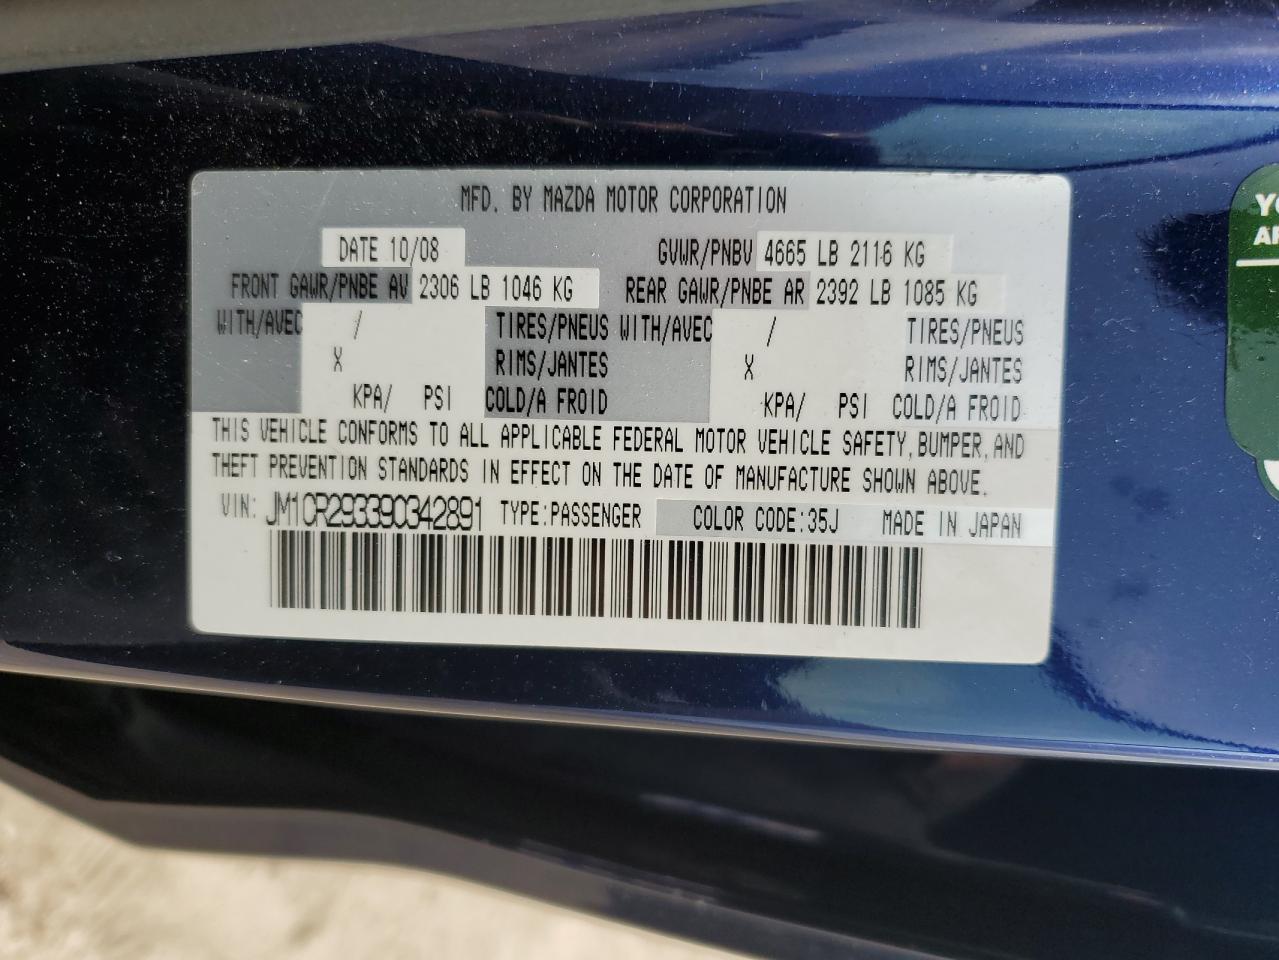 MFD. BY MAZDA MOTOR CORPORATION
DATE 10/08 GVWR/PNBV 4665 LB 2116 KG
FRONT GAWR/PNBE AV 2306 LB 1046 KG REAR GAWR/PNBE AR 2392 LB 1085 KG
WITH/AVEC / TIRES/PNEUS WITH/AVEC / TIRES/PNEUS
X RIMS/JANTES X RIMS/JANTES
KPA/ PSI COLD/A FROID KPA/ PSI COLD/A FROID
THIS VEHICLE CONFORMS TO ALL APPLICABLE FEDERAL MOTOR VEHICLE SAFETY, BUMPER, AND
THEFT PREVENTION STANDARDS IN EFFECT ON THE DATE OF MANUFACTURE SHOWN ABOVE.
VIN: JM1CR293390342891 TYPE:PASSENGER COLOR CODE:35J MADE IN JAPAN